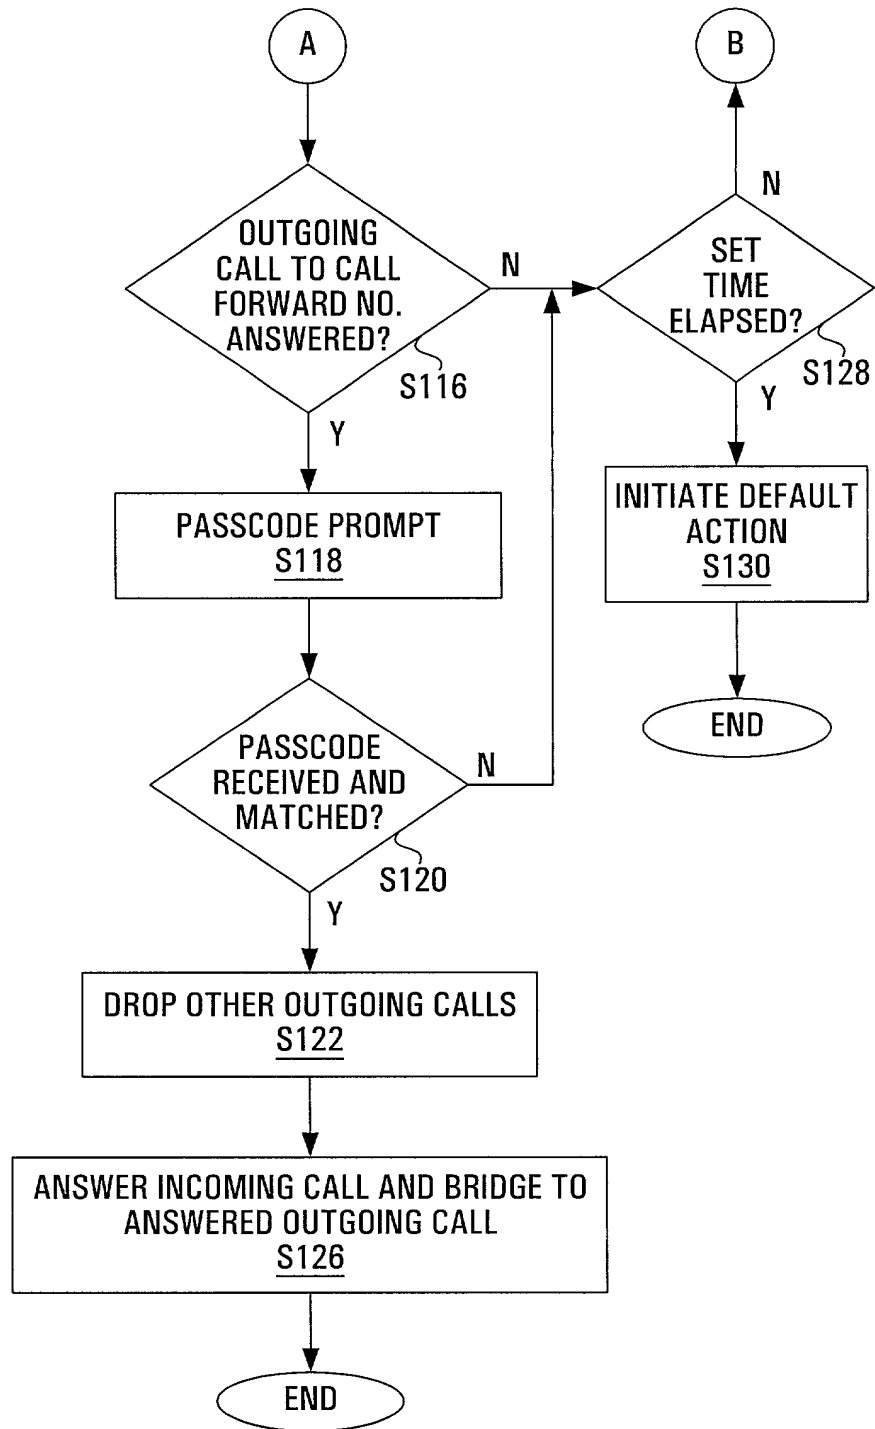 A
B
OUTGOING
CALL TO CALL
FORWARD NO.
ANSWERED?
N
S116
Y
SET
TIME
ELAPSED?
N
S128
Y
PASSCODE PROMPT
S118
INITIATE DEFAULT
ACTION
S130
END
PASSCODE
RECEIVED AND
MATCHED?
N
S120
Y
DROP OTHER OUTGOING CALLS
S122
ANSWER INCOMING CALL AND BRIDGE TO
ANSWERED OUTGOING CALL
S126
END